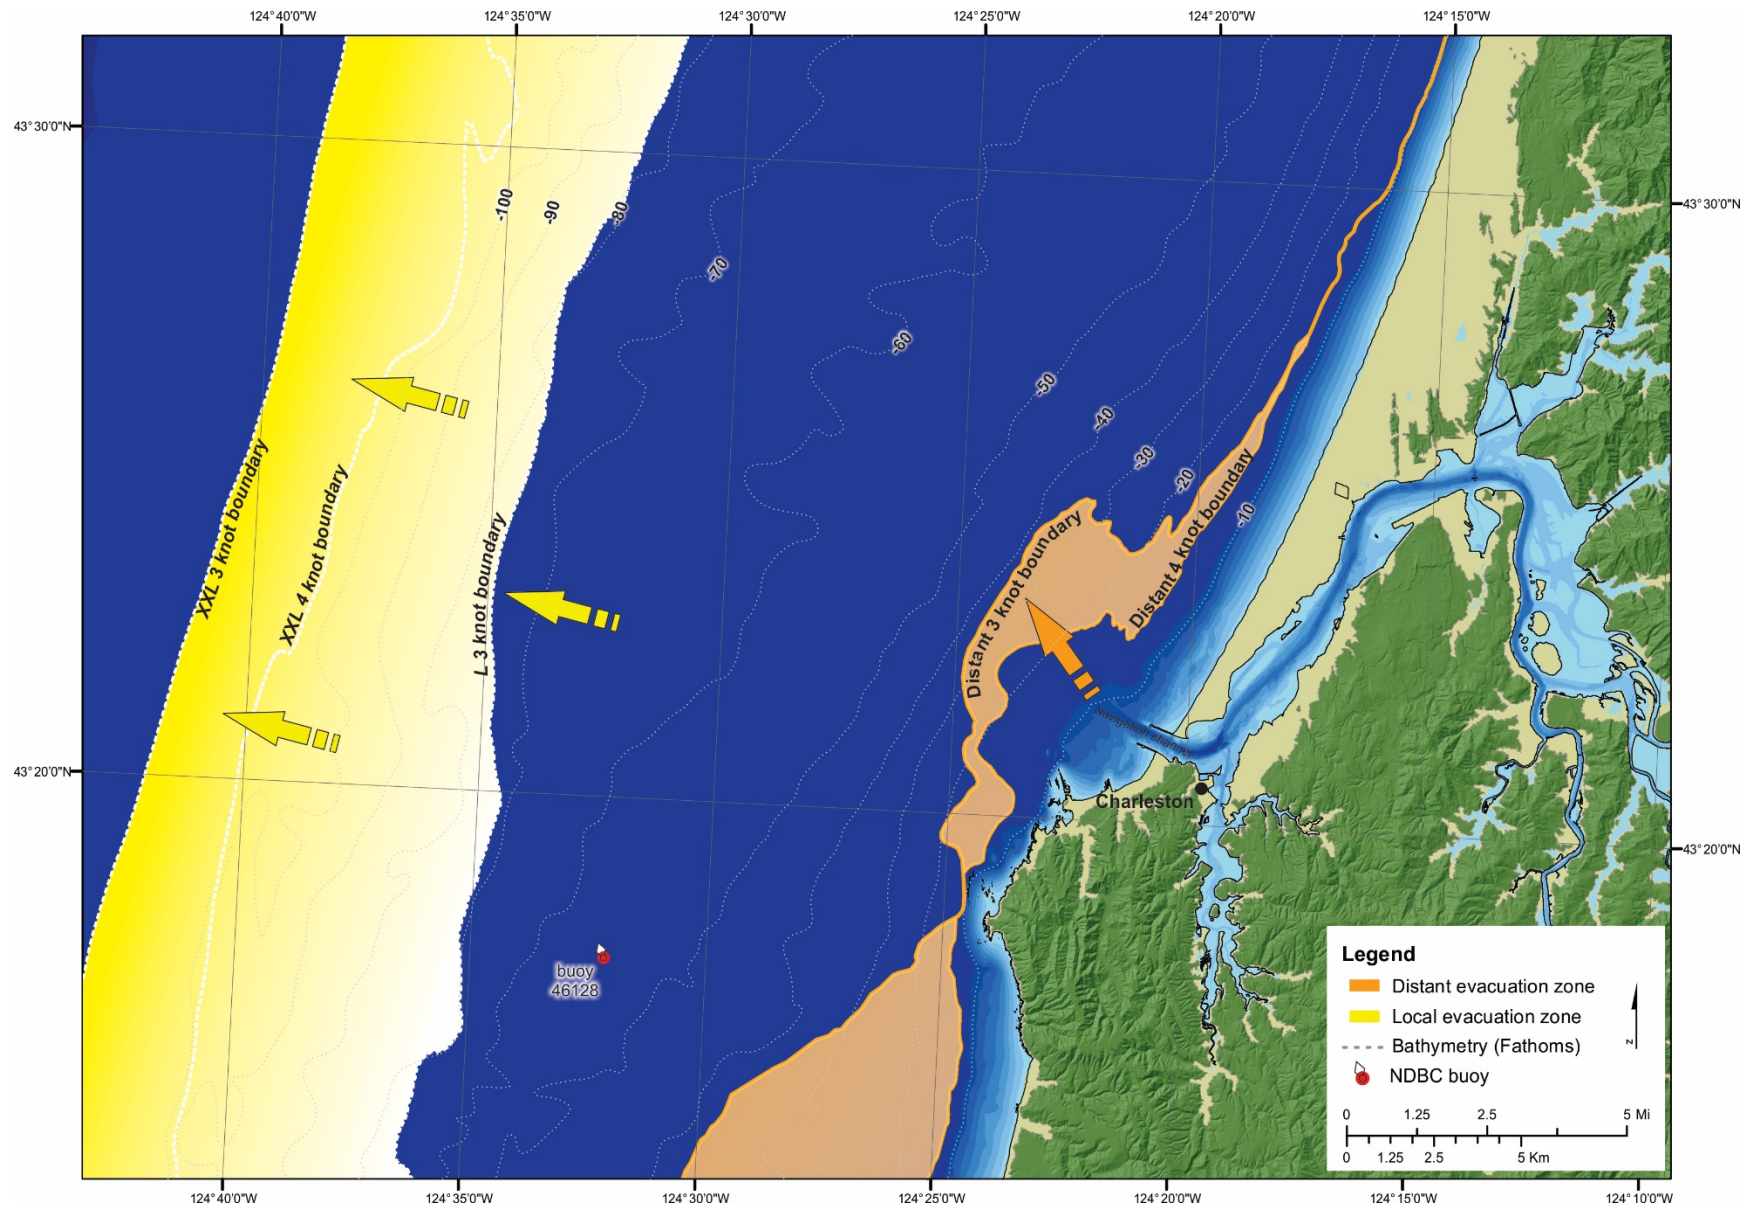 124°40'0"W
124°35'0"W
124°30'0"W
124°25'0"W
124°20'0"W
124°15'0"W
43°30'0"N
43°30'0"N
-100
-90
-80
-70
-60
-50
-40
-30
-20
-10
XXL 3 knot boundary
XXL 4 knot boundary
L 3 knot boundary
Distant 3 knot boundary
Distant 4 knot boundary
Navigation channel
43°20'0"N
Charleston
43°20'0"N
buoy
46128
Legend
Distant evacuation zone
Local evacuation zone
Bathymetry (Fathoms)
NDBC buoy
N
0 1.25 2.5 5 Mi
0 1.25 2.5 5 Km
124°40'0"W
124°35'0"W
124°30'0"W
124°25'0"W
124°20'0"W
124°15'0"W
124°10'0"W